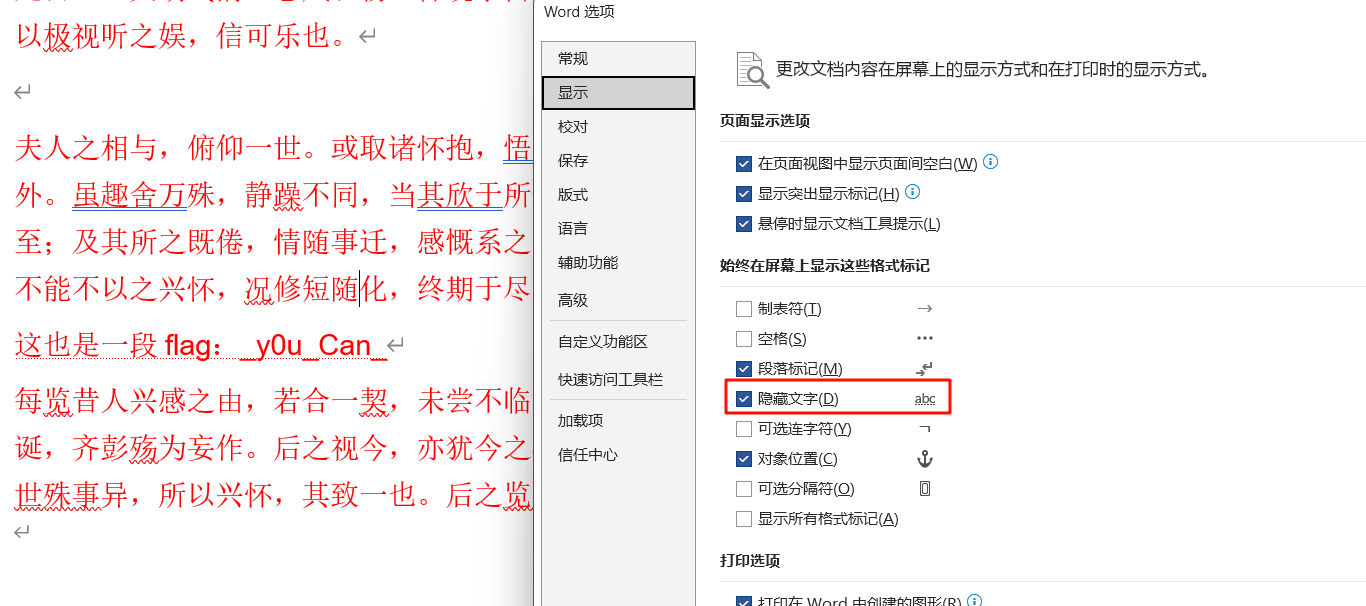 以极视听之娱，信可乐也。
夫人之相与，俯仰一世。或取诸怀抱，悟
外。虽趣舍万殊，静躁不同，当其欣于所
至；及其所之既倦，情随事迁，感慨系之
不能不以之兴怀，况修短随化，终期于尽
这也是一段 flag：_y0u_Can_
每览昔人兴感之由，若合一契，未尝不临
诞，齐彭殇为妄作。后之视今，亦犹今之
世殊事异，所以兴怀，其致一也。后之览
Word 选项
常规
显示
校对
保存
版式
语言
辅助功能
高级
自定义功能区
快速访问工具栏
加载项
信任中心
更改文档内容在屏幕上的显示方式和在打印时的显示方式。
页面显示选项
在页面视图中显示页面间空白(W)
显示突出显示标记(H)
悬停时显示文档工具提示(L)
始终在屏幕上显示这些格式标记
制表符(T)
空格(S)
段落标记(M)
隐藏文字(D) abc
可选连字符(Y)
对象位置(C)
可选分隔符(O)
显示所有格式标记(A)
打印选项
打印在 Word 中创建的图形(R)